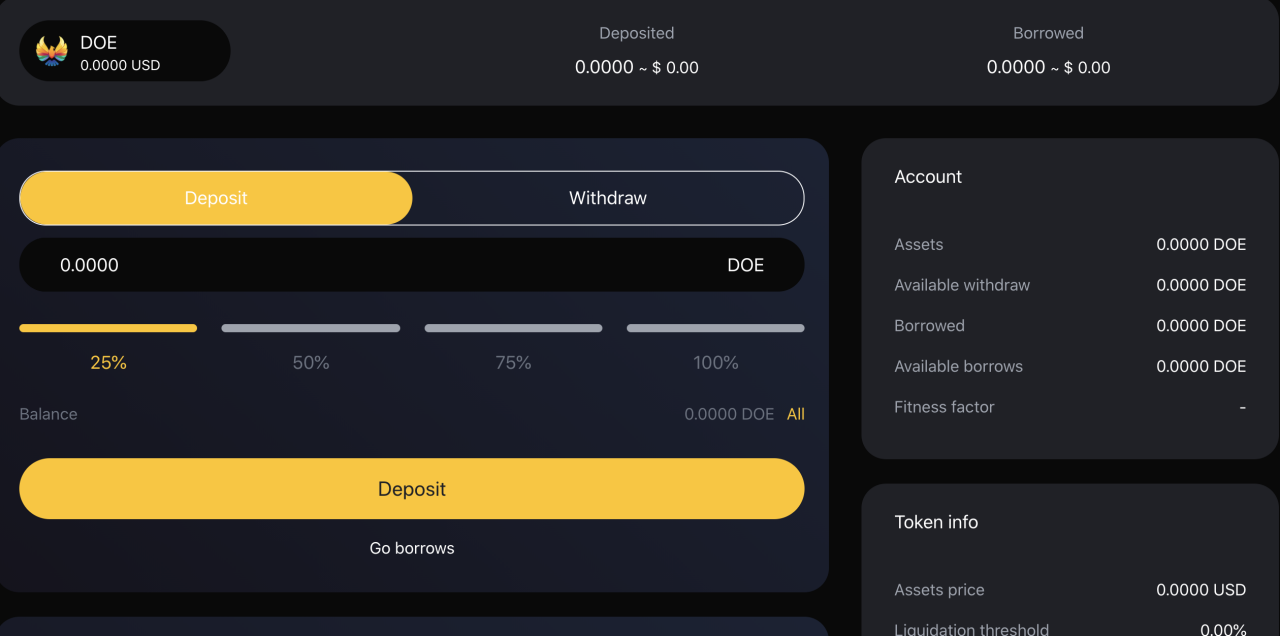 DOE
0.0000 USD
Deposited
0.0000 ~ $ 0.00
Borrowed
0.0000 ~ $ 0.00
Deposit
Withdraw
0.0000 DOE
25% 50% 75% 100%
Balance 0.0000 DOE All
Deposit
Go borrows
Account
Assets 0.0000 DOE
Available withdraw 0.0000 DOE
Borrowed 0.0000 DOE
Available borrows 0.0000 DOE
Fitness factor -
Token info
Assets price 0.0000 USD
Liquidation threshold 0.00%